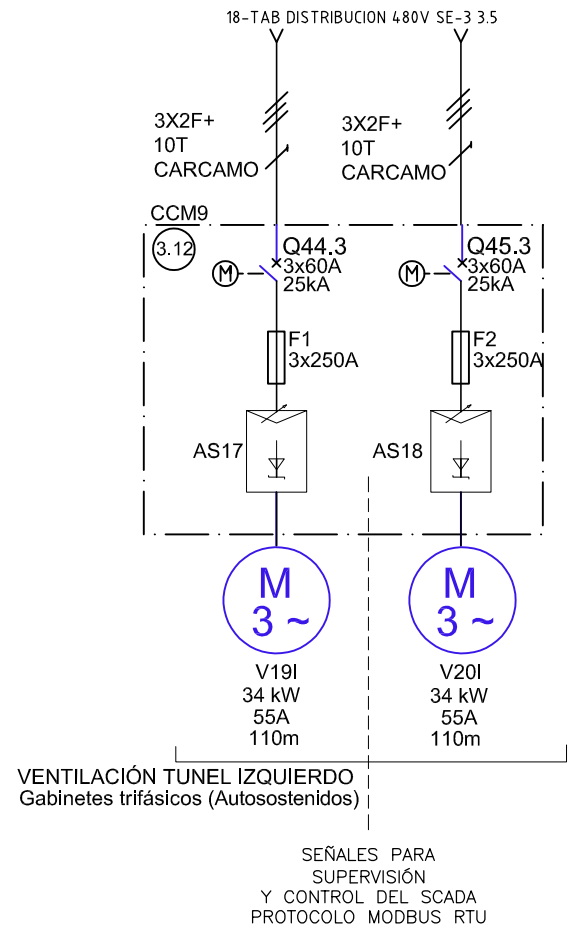 18-TAB DISTRIBUCION 480V SE-3 3.5
3X2F+
10T
CARCAMO
3X2F+
10T
CARCAMO
CCM9
3.12
Q44.3
3x60A
25kA
M
Q45.3
3x60A
25kA
M
F1
3x250A
F2
3x250A
AS17
AS18
M
3 ~
M
3 ~
V19I
34 kW
55A
110m
V20I
34 kW
55A
110m
VENTILACIÓN TUNEL IZQUIERDO
Gabinetes trifásicos (Autosostenidos)
SEÑALES PARA
SUPERVISIÓN
Y CONTROL DEL SCADA
PROTOCOLO MODBUS RTU